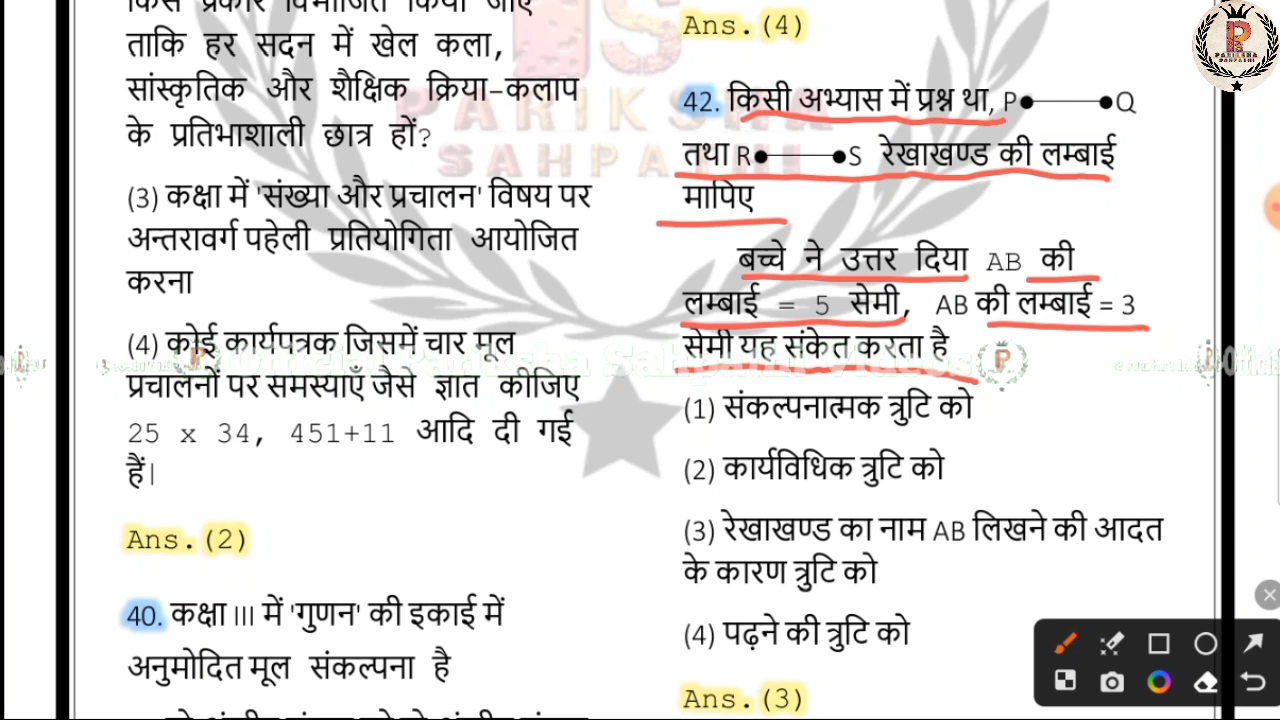 किस प्रकार विभाजित किया जाए
ताकि हर सदन में खेल कला,
सांस्कृतिक और शैक्षिक क्रिया-कलाप
के प्रतिभाशाली छात्र हों?
(3) कक्षा में 'संख्या और प्रचालन' विषय पर
अन्तरावर्ग पहेली प्रतियोगिता आयोजित
करना
(4) कोई कार्यपत्रक जिसमें चार मूल
प्रचालनों पर समस्याएँ जैसे ज्ञात कीजिए
25 x 34, 451+11 आदि दी गई
हैं|
Ans.(2)
40. कक्षा III में 'गुणन' की इकाई में
अनुमोदित मूल संकल्पना है
Ans.(4)
42. किसी अभ्यास में प्रश्न था, P Q
तथा R S रेखाखण्ड की लम्बाई
मापिए
बच्चे ने उत्तर दिया AB की
लम्बाई = 5 सेमी, AB की लम्बाई = 3
सेमी यह संकेत करता है
(1) संकल्पनात्मक त्रुटि को
(2) कार्यविधिक त्रुटि को
(3) रेखाखण्ड का नाम AB लिखने की आदत
के कारण त्रुटि को
(4) पढ़ने की त्रुटि को
Ans.(3)
PARIKSHA
SAHPATHI
PARIKSHA
SAHPATHI